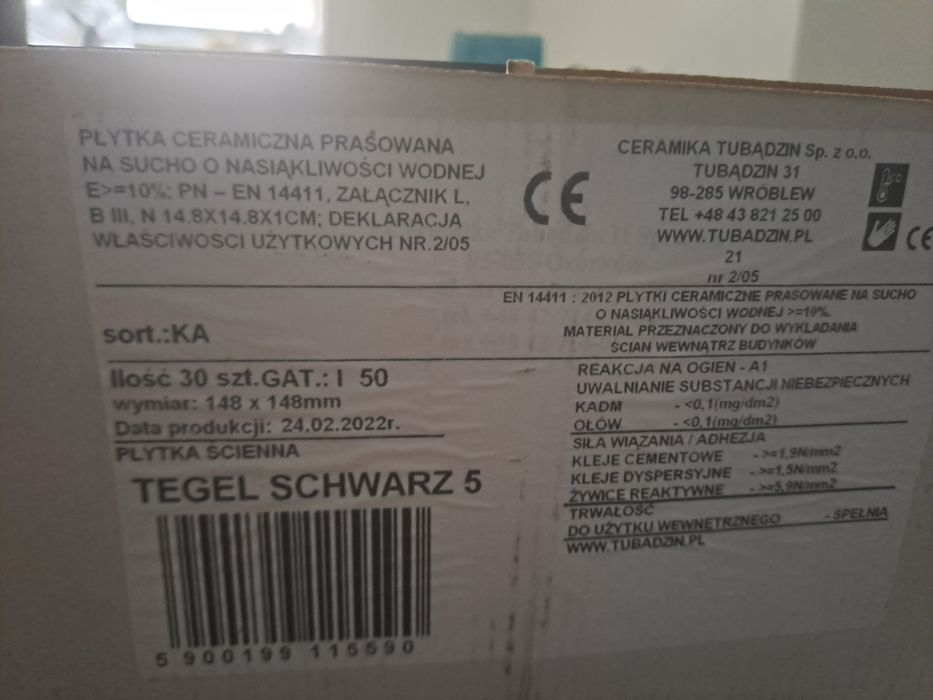 PŁYTKA CERAMICZNA PRASOWANA
NA SUCHO O NASIĄKLIWOŚCI WODNEJ
E>=10%: PN – EN 14411, ZAŁĄCZNIK L,
B III, N 14.8X14.8X1CM; DEKLARACJA
WŁAŚCIWOŚCI UŻYTKOWYCH NR.2/05
CE
CERAMIKA TUBĄDZIN Sp. z o.o.
TUBĄDZIN 31
98-285 WRÓBLEW
TEL +48 43 821 25 00
WWW.TUBADZIN.PL
21
nr 2/05
CE
EN 14411 : 2012 PŁYTKI CERAMICZNE PRASOWANE NA SUCHO
O NASIĄKLIWOŚCI WODNEJ >=10%.
MATERIAŁ PRZEZNACZONY DO WYKŁADANIA
ŚCIAN WEWNĄTRZ BUDYNKÓW
sort.:KA
Ilość 30 szt.GAT.: I 50
wymiar: 148 x 148mm
Data produkcji: 24.02.2022r.
PŁYTKA ŚCIENNA
TEGEL SCHWARZ 5
5 900199 115590
REAKCJA NA OGIEŃ - A1
UWALNIANIE SUBSTANCJI NIEBEZPIECZNYCH
KADM - <0,1(mg/dm2)
OŁÓW - <0,1(mg/dm2)
SIŁA WIĄZANIA / ADHEZJA
KLEJE CEMENTOWE - >=1,9N/mm2
KLEJE DYSPERSYJNE - >=1,5N/mm2
ŻYWICE REAKTYWNE - >=5,9N/mm2
TRWAŁOŚĆ
DO UŻYTKU WEWNĘTRZNEGO - SPEŁNIA
WWW.TUBADZIN.PL